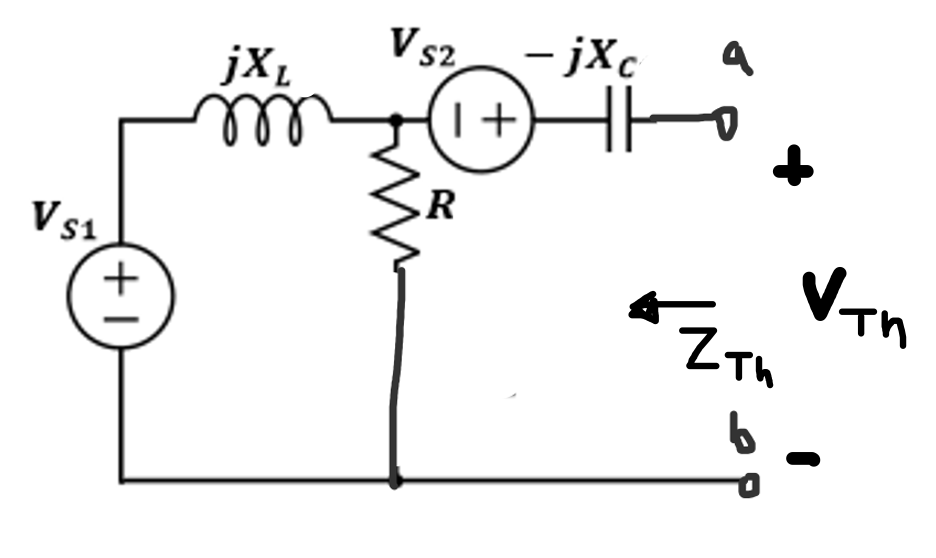 V_S2
− jX_C
a
jX_L
+
− +
R
V_S1
+
−
V_Th
Z_Th
b
−